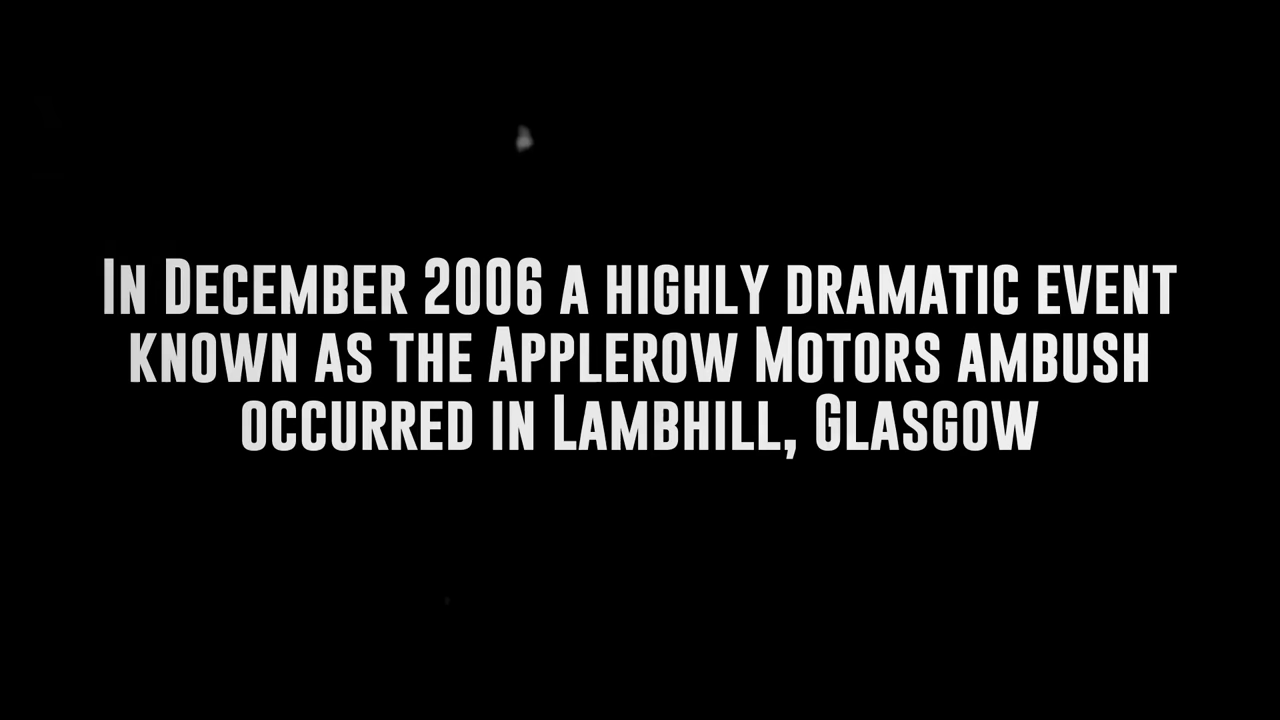 In December 2006 a highly dramatic event
known as the Applerow Motors ambush
occurred in Lambhill, Glasgow